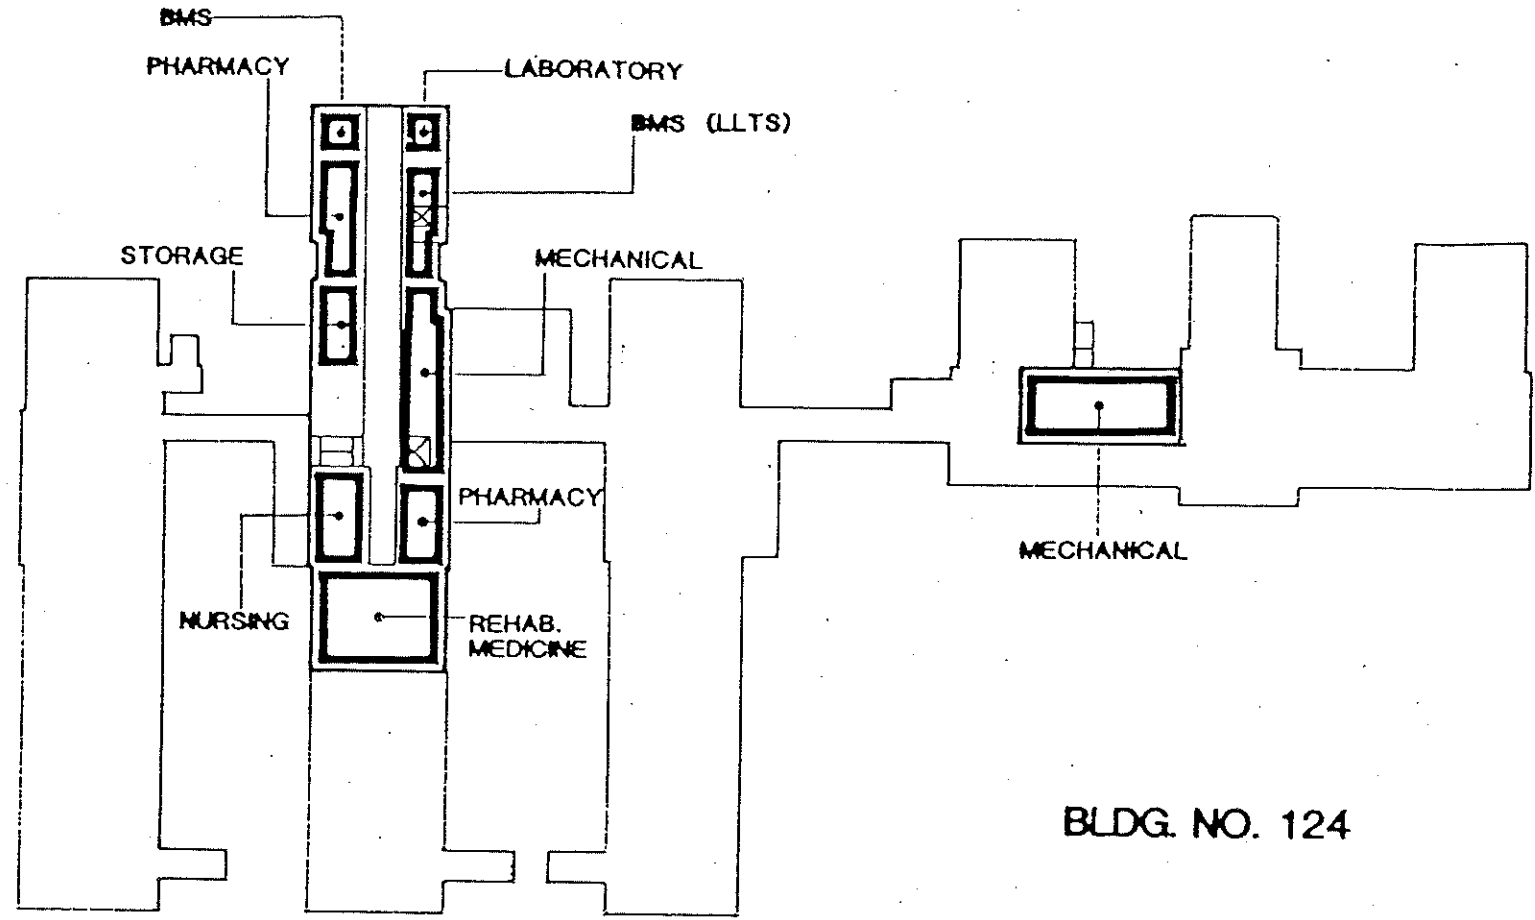 BMS
PHARMACY
LABORATORY
BMS (LLTS)
STORAGE
MECHANICAL
PHARMACY
MECHANICAL
NURSING
REHAB.
MEDICINE
BLDG. NO. 124